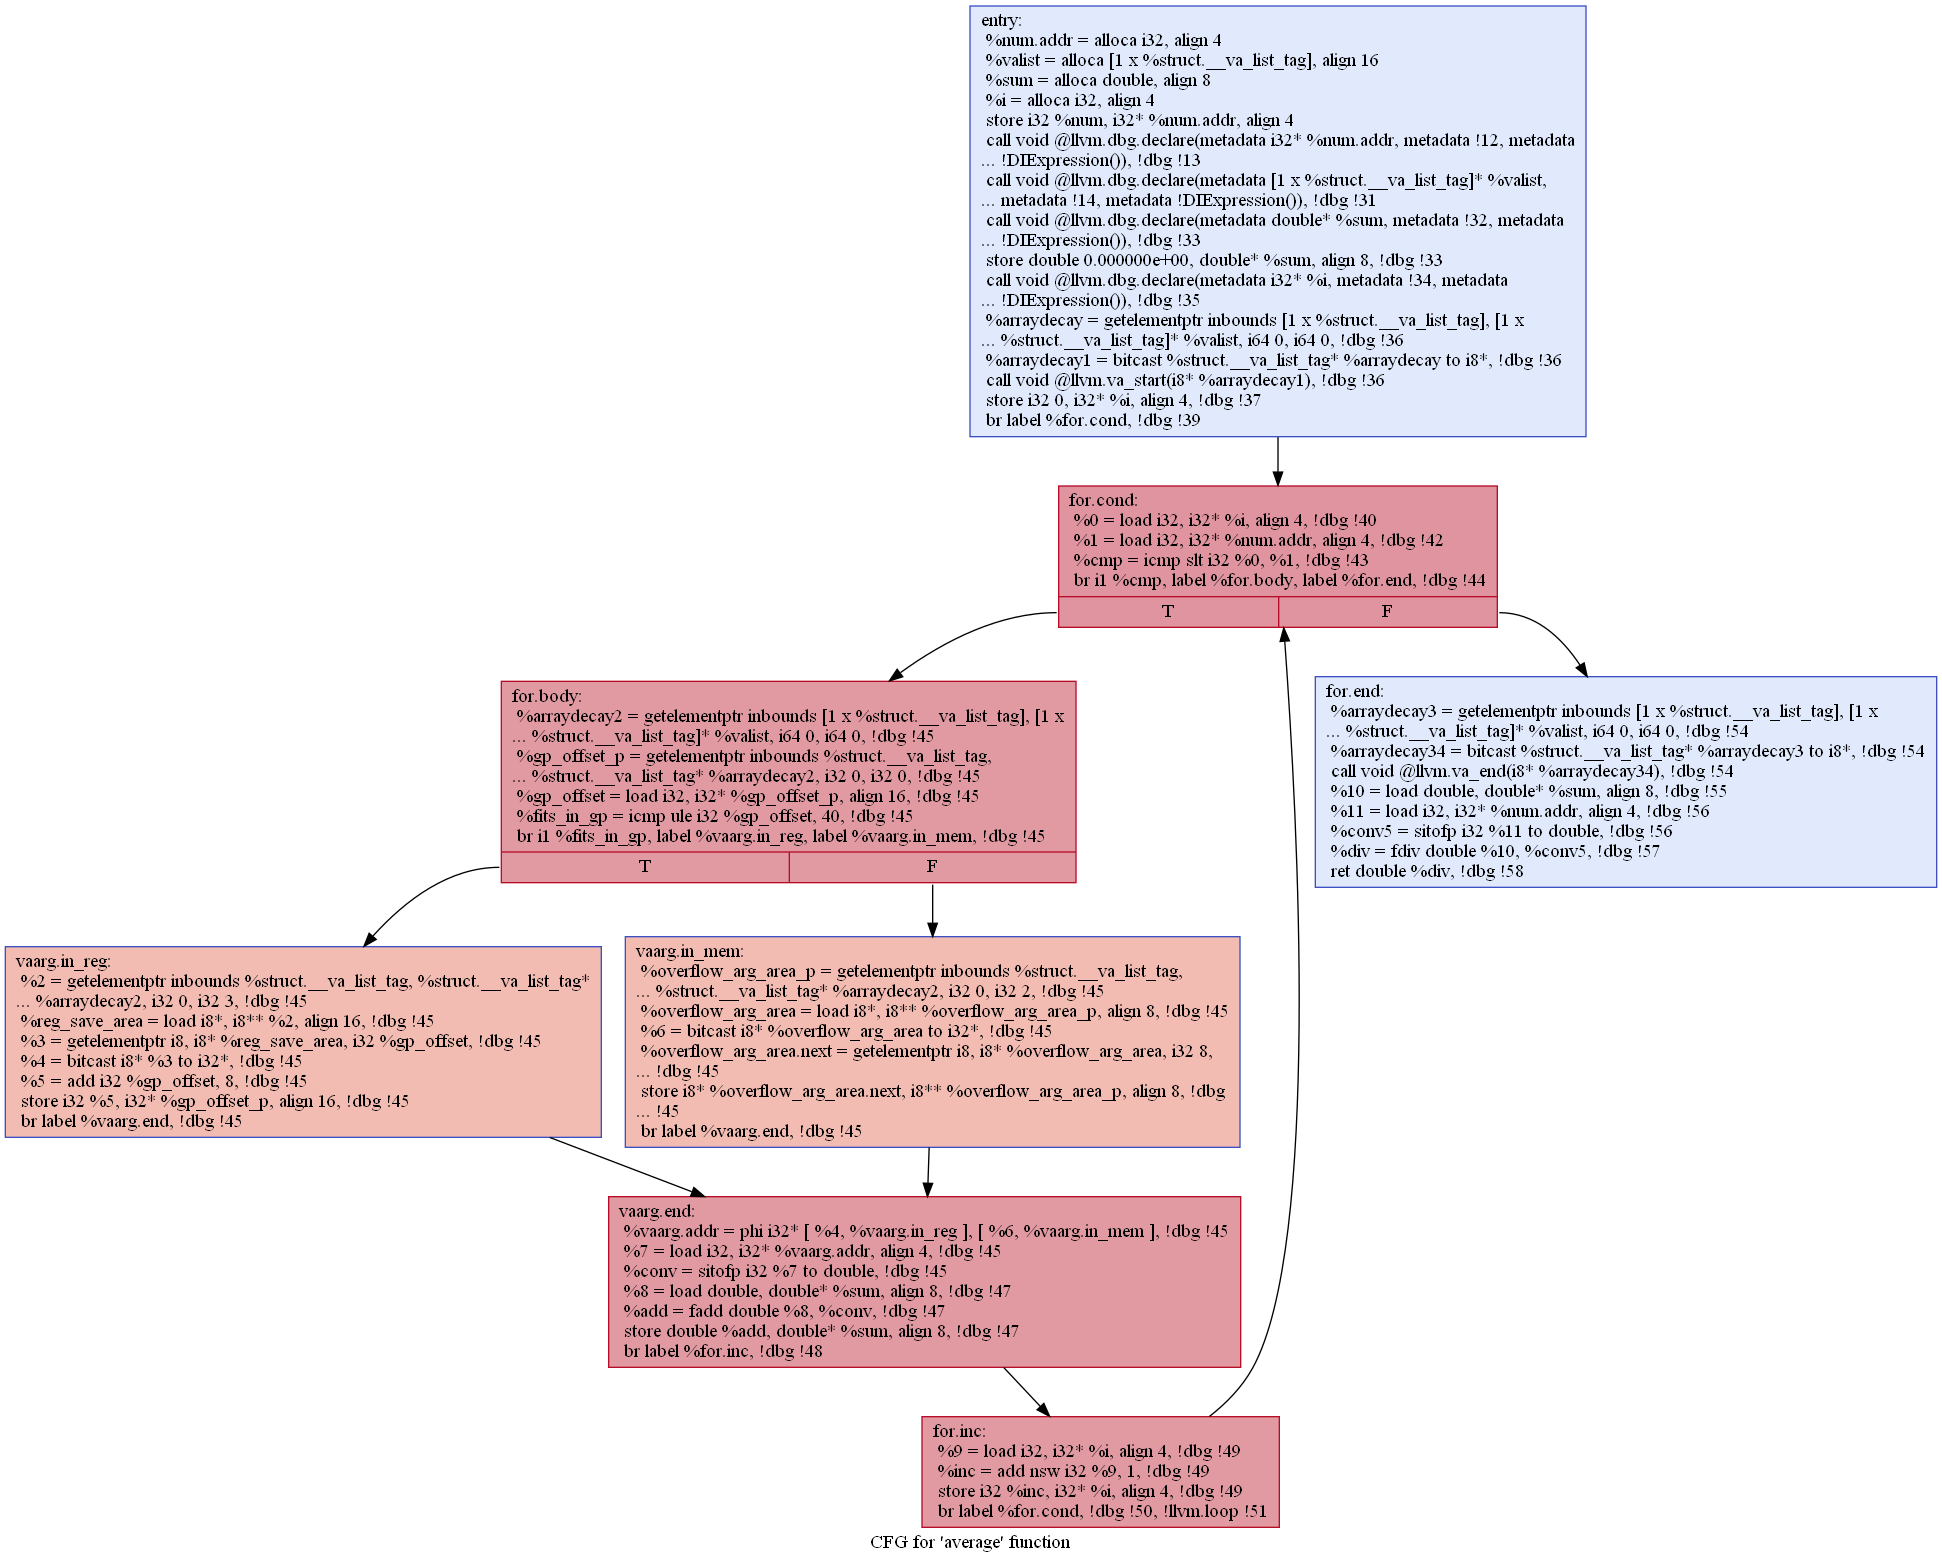 entry:
%num.addr = alloca i32, align 4
%valist = alloca [1 x %struct.__va_list_tag], align 16
%sum = alloca double, align 8
%i = alloca i32, align 4
store i32 %num, i32* %num.addr, align 4
call void @llvm.dbg.declare(metadata i32* %num.addr, metadata !12, metadata
... !DIExpression()), !dbg !13
call void @llvm.dbg.declare(metadata [1 x %struct.__va_list_tag]* %valist,
... metadata !14, metadata !DIExpression()), !dbg !31
call void @llvm.dbg.declare(metadata double* %sum, metadata !32, metadata
... !DIExpression()), !dbg !33
store double 0.000000e+00, double* %sum, align 8, !dbg !33
call void @llvm.dbg.declare(metadata i32* %i, metadata !34, metadata
... !DIExpression()), !dbg !35
%arraydecay = getelementptr inbounds [1 x %struct.__va_list_tag], [1 x
... %struct.__va_list_tag]* %valist, i64 0, i64 0, !dbg !36
%arraydecay1 = bitcast %struct.__va_list_tag* %arraydecay to i8*, !dbg !36
call void @llvm.va_start(i8* %arraydecay1), !dbg !36
store i32 0, i32* %i, align 4, !dbg !37
br label %for.cond, !dbg !39
for.cond:
%0 = load i32, i32* %i, align 4, !dbg !40
%1 = load i32, i32* %num.addr, align 4, !dbg !42
%cmp = icmp slt i32 %0, %1, !dbg !43
br i1 %cmp, label %for.body, label %for.end, !dbg !44
T
F
for.body:
%arraydecay2 = getelementptr inbounds [1 x %struct.__va_list_tag], [1 x
... %struct.__va_list_tag]* %valist, i64 0, i64 0, !dbg !45
%gp_offset_p = getelementptr inbounds %struct.__va_list_tag,
... %struct.__va_list_tag* %arraydecay2, i32 0, i32 0, !dbg !45
%gp_offset = load i32, i32* %gp_offset_p, align 16, !dbg !45
%fits_in_gp = icmp ule i32 %gp_offset, 40, !dbg !45
br i1 %fits_in_gp, label %vaarg.in_reg, label %vaarg.in_mem, !dbg !45
T
F
for.end:
%arraydecay3 = getelementptr inbounds [1 x %struct.__va_list_tag], [1 x
... %struct.__va_list_tag]* %valist, i64 0, i64 0, !dbg !54
%arraydecay34 = bitcast %struct.__va_list_tag* %arraydecay3 to i8*, !dbg !54
call void @llvm.va_end(i8* %arraydecay34), !dbg !54
%10 = load double, double* %sum, align 8, !dbg !55
%11 = load i32, i32* %num.addr, align 4, !dbg !56
%conv5 = sitofp i32 %11 to double, !dbg !56
%div = fdiv double %10, %conv5, !dbg !57
ret double %div, !dbg !58
vaarg.in_reg:
%2 = getelementptr inbounds %struct.__va_list_tag, %struct.__va_list_tag*
... %arraydecay2, i32 0, i32 3, !dbg !45
%reg_save_area = load i8*, i8** %2, align 16, !dbg !45
%3 = getelementptr i8, i8* %reg_save_area, i32 %gp_offset, !dbg !45
%4 = bitcast i8* %3 to i32*, !dbg !45
%5 = add i32 %gp_offset, 8, !dbg !45
store i32 %5, i32* %gp_offset_p, align 16, !dbg !45
br label %vaarg.end, !dbg !45
vaarg.in_mem:
%overflow_arg_area_p = getelementptr inbounds %struct.__va_list_tag,
... %struct.__va_list_tag* %arraydecay2, i32 0, i32 2, !dbg !45
%overflow_arg_area = load i8*, i8** %overflow_arg_area_p, align 8, !dbg !45
%6 = bitcast i8* %overflow_arg_area to i32*, !dbg !45
%overflow_arg_area.next = getelementptr i8, i8* %overflow_arg_area, i32 8,
... !dbg !45
store i8* %overflow_arg_area.next, i8** %overflow_arg_area_p, align 8, !dbg
... !45
br label %vaarg.end, !dbg !45
vaarg.end:
%vaarg.addr = phi i32* [ %4, %vaarg.in_reg ], [ %6, %vaarg.in_mem ], !dbg !45
%7 = load i32, i32* %vaarg.addr, align 4, !dbg !45
%conv = sitofp i32 %7 to double, !dbg !45
%8 = load double, double* %sum, align 8, !dbg !47
%add = fadd double %8, %conv, !dbg !47
store double %add, double* %sum, align 8, !dbg !47
br label %for.inc, !dbg !48
for.inc:
%9 = load i32, i32* %i, align 4, !dbg !49
%inc = add nsw i32 %9, 1, !dbg !49
store i32 %inc, i32* %i, align 4, !dbg !49
br label %for.cond, !dbg !50, !llvm.loop !51
CFG for 'average' function